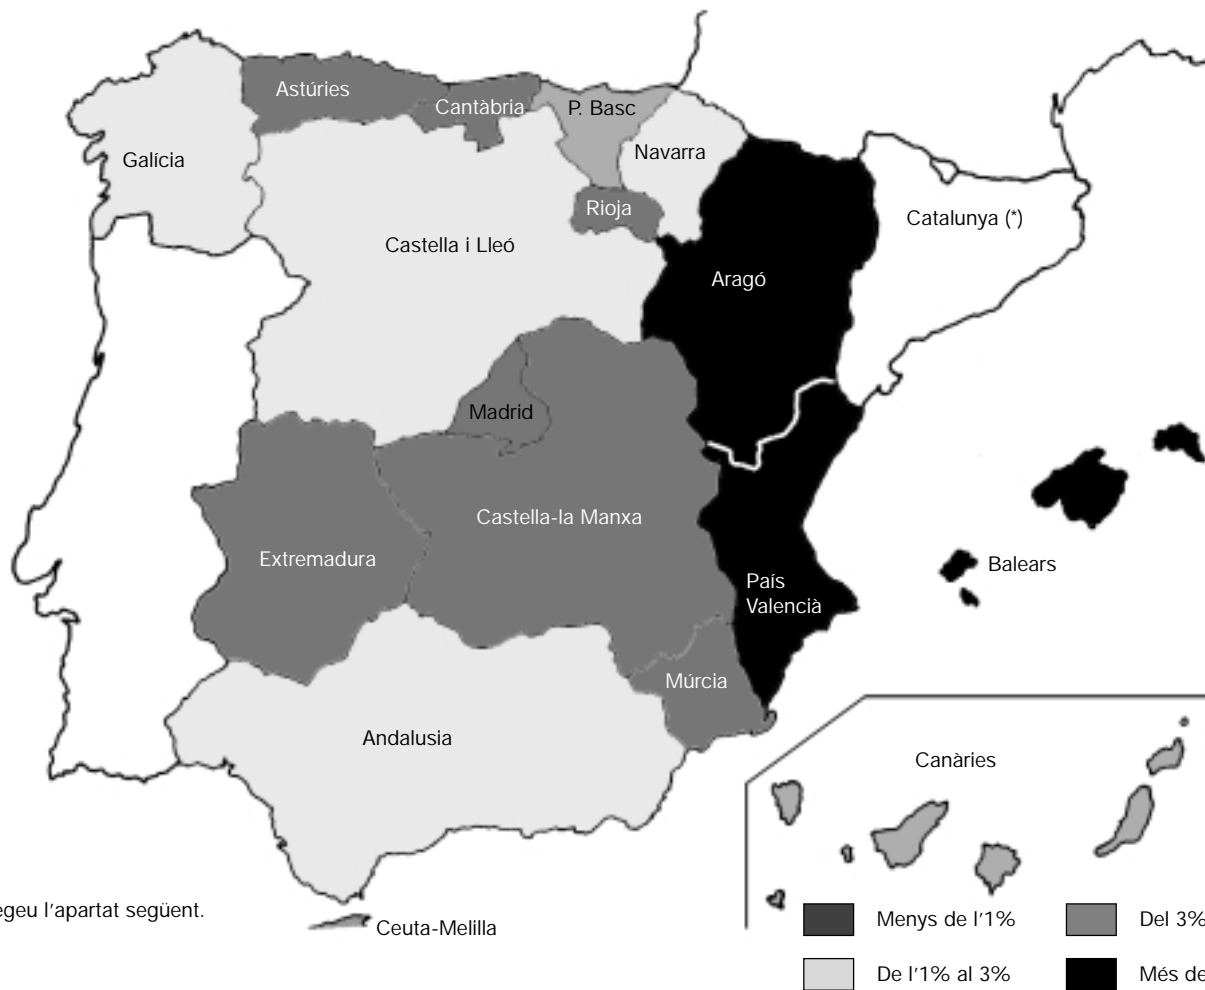 Astúries
Cantàbria
P. Basc
Galícia
Navarra
Rioja
Catalunya (*)
Castella i Lleó
Aragó
Madrid
Castella-la Manxa
Extremadura
Balears
País
Valencià
Múrcia
Andalusia
Canàries
l'apartat següent.
Ceuta-Melilla
Menys de l'1%
Del 3%
De l'1% al 3%
Més de